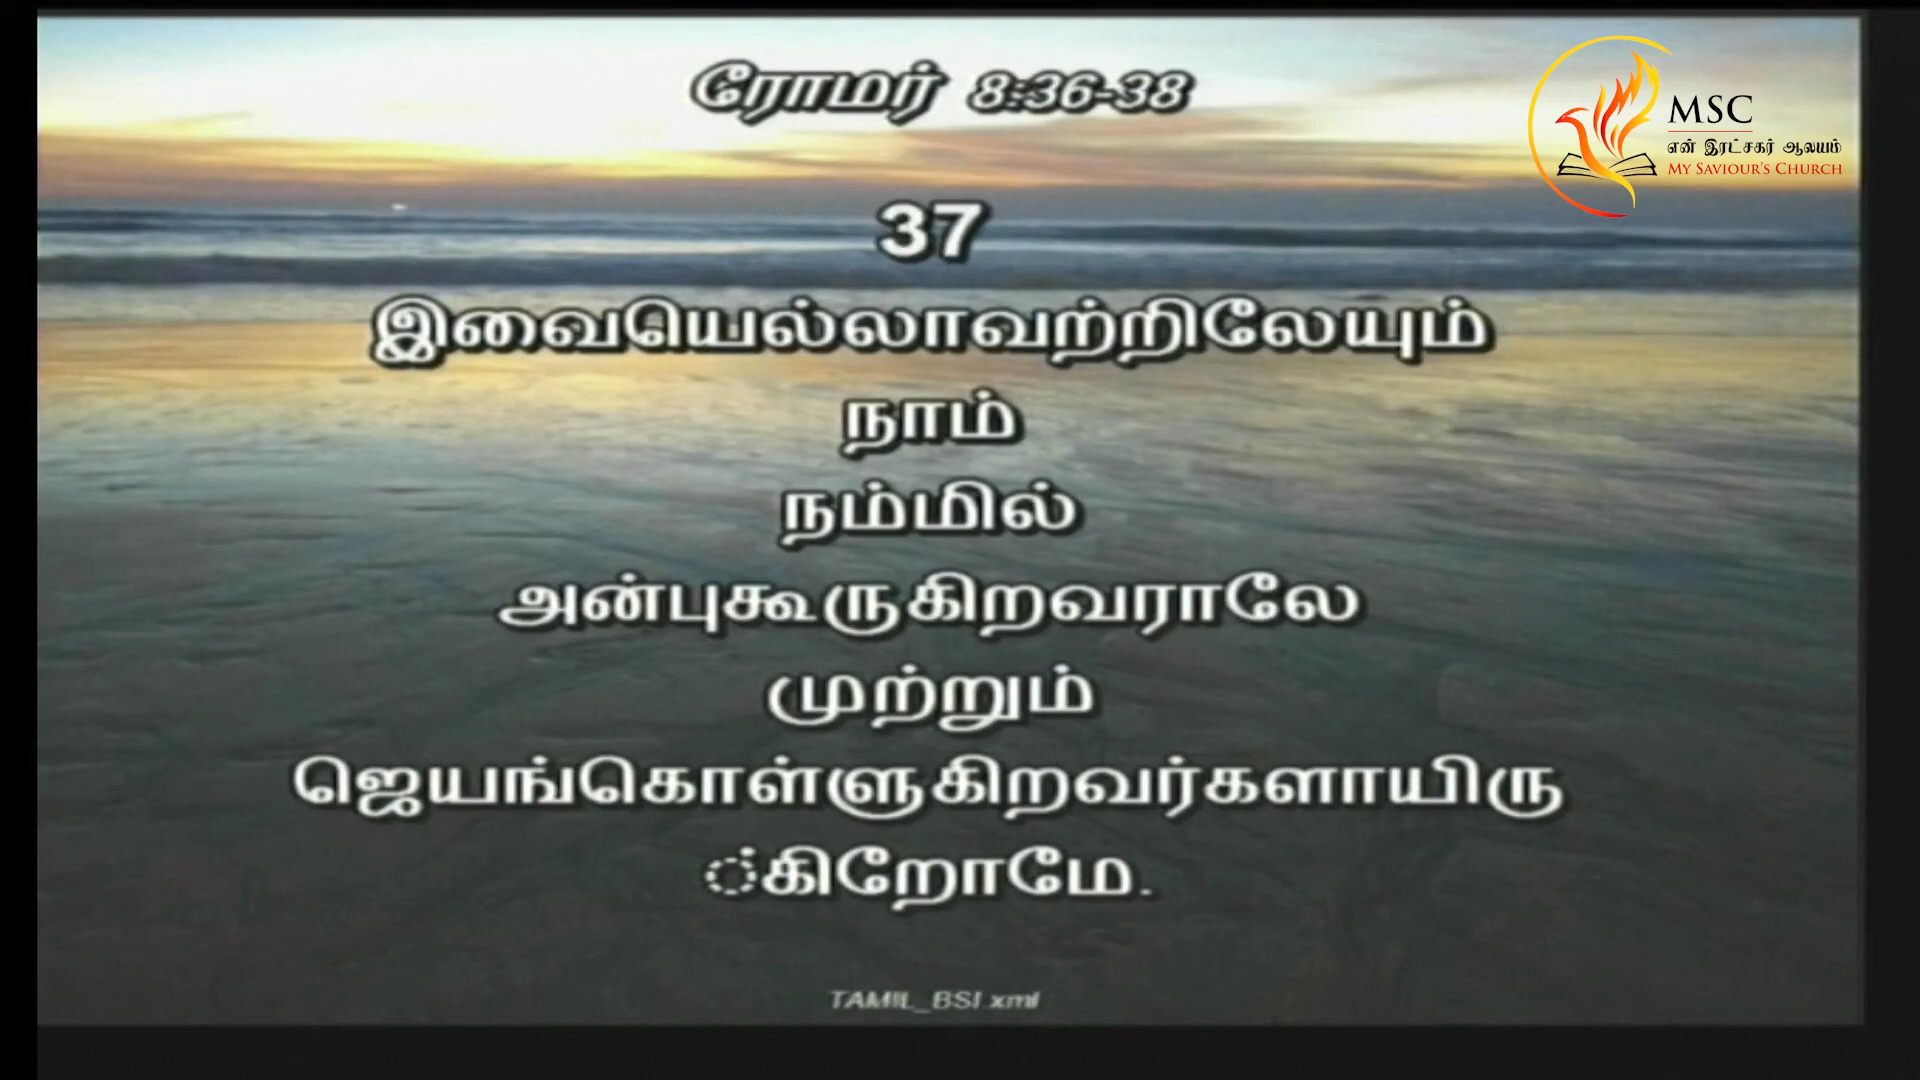 ரோமர் 8:36-38
MSC
என் இரட்சகர் ஆலயம்
MY SAVIOUR'S CHURCH
37
இவையெல்லாவற்றிலேயும்
நாம்
நம்மில்
அன்புகூருகிறவராலே
முற்றும்
ஜெயங்கொள்ளுகிறவர்களாயிரு
்கிறோமே.
TAMIL_BSI.xml